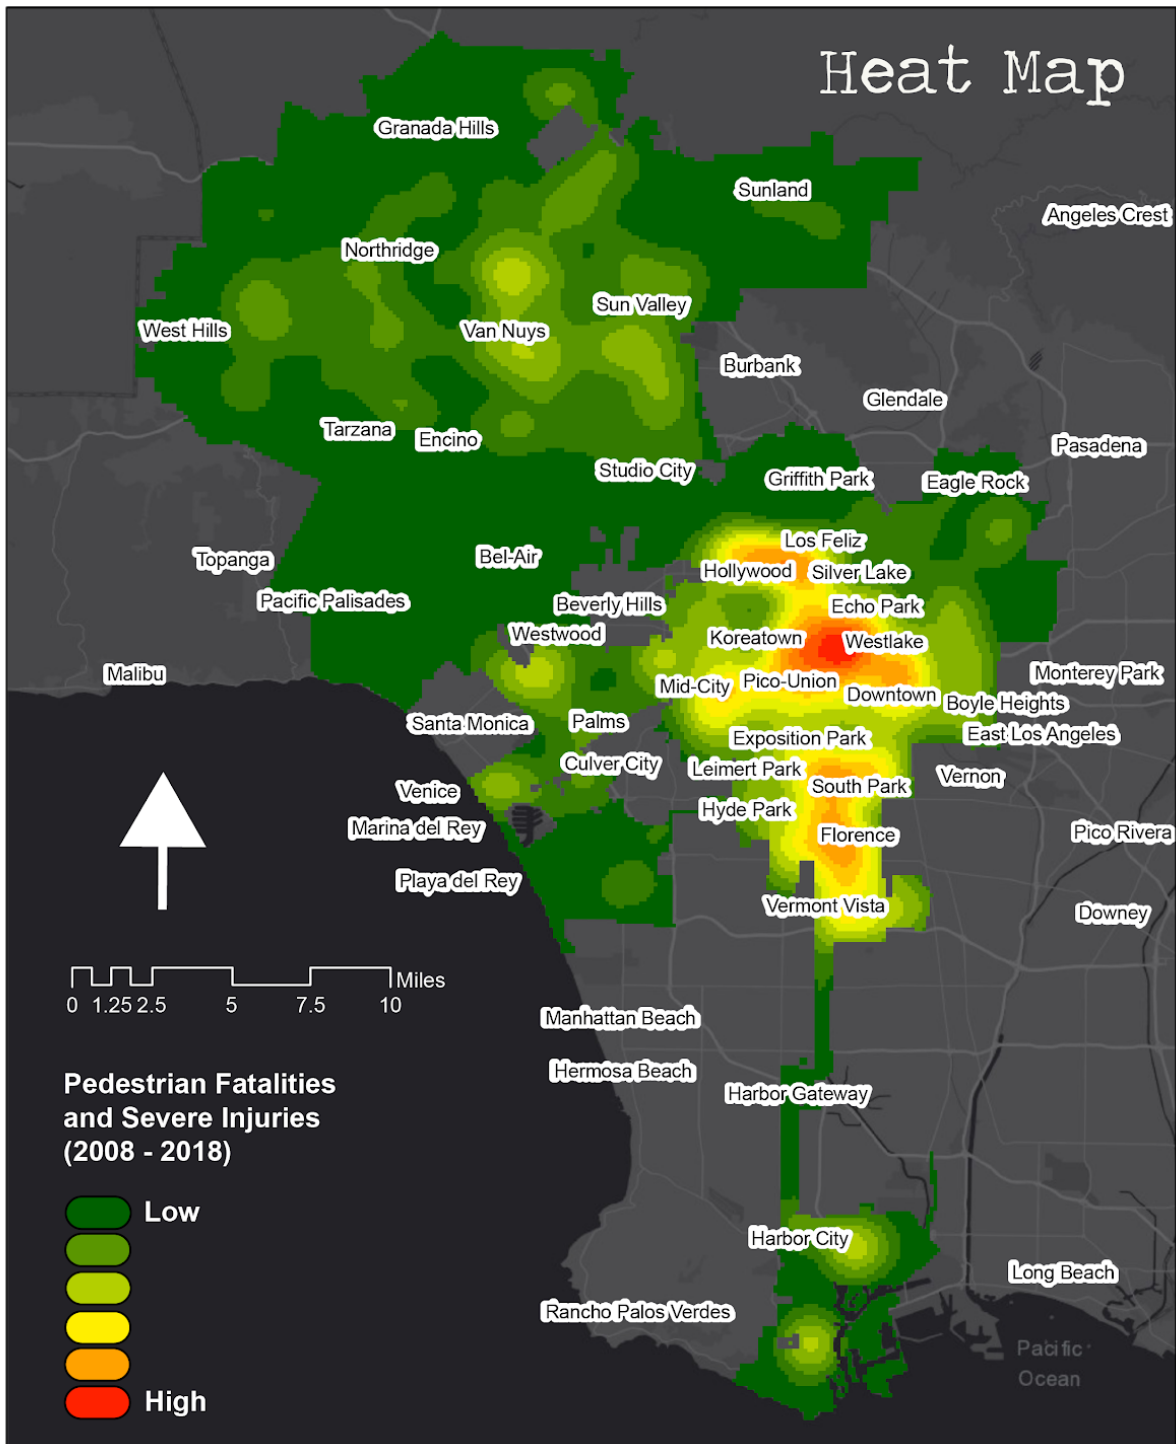 Heat Map
Granada Hills
Sunland
Angeles Crest
Northridge
Sun Valley
West Hills
Van Nuys
Burbank
Glendale
Tarzana
Encino
Pasadena
Studio City
Griffith Park
Eagle Rock
Los Feliz
Topanga
Bel-Air
Hollywood
Silver Lake
Pacific Palisades
Beverly Hills
Echo Park
Westwood
Koreatown
Westlake
Malibu
Mid-City
Pico-Union
Monterey Park
Downtown
Boyle Heights
Santa Monica
Palms
Exposition Park
East Los Angeles
Culver City
Leimert Park
Vernon
Venice
South Park
Hyde Park
Marina del Rey
Florence
Pico Rivera
Playa del Rey
Vermont Vista
Downey
Miles
0 1.25 2.5 5 7.5 10
Manhattan Beach
Hermosa Beach
Harbor Gateway
Pedestrian Fatalities
and Severe Injuries
(2008 - 2018)
Low
Harbor City
Long Beach
Rancho Palos Verdes
Pacific
Ocean
High